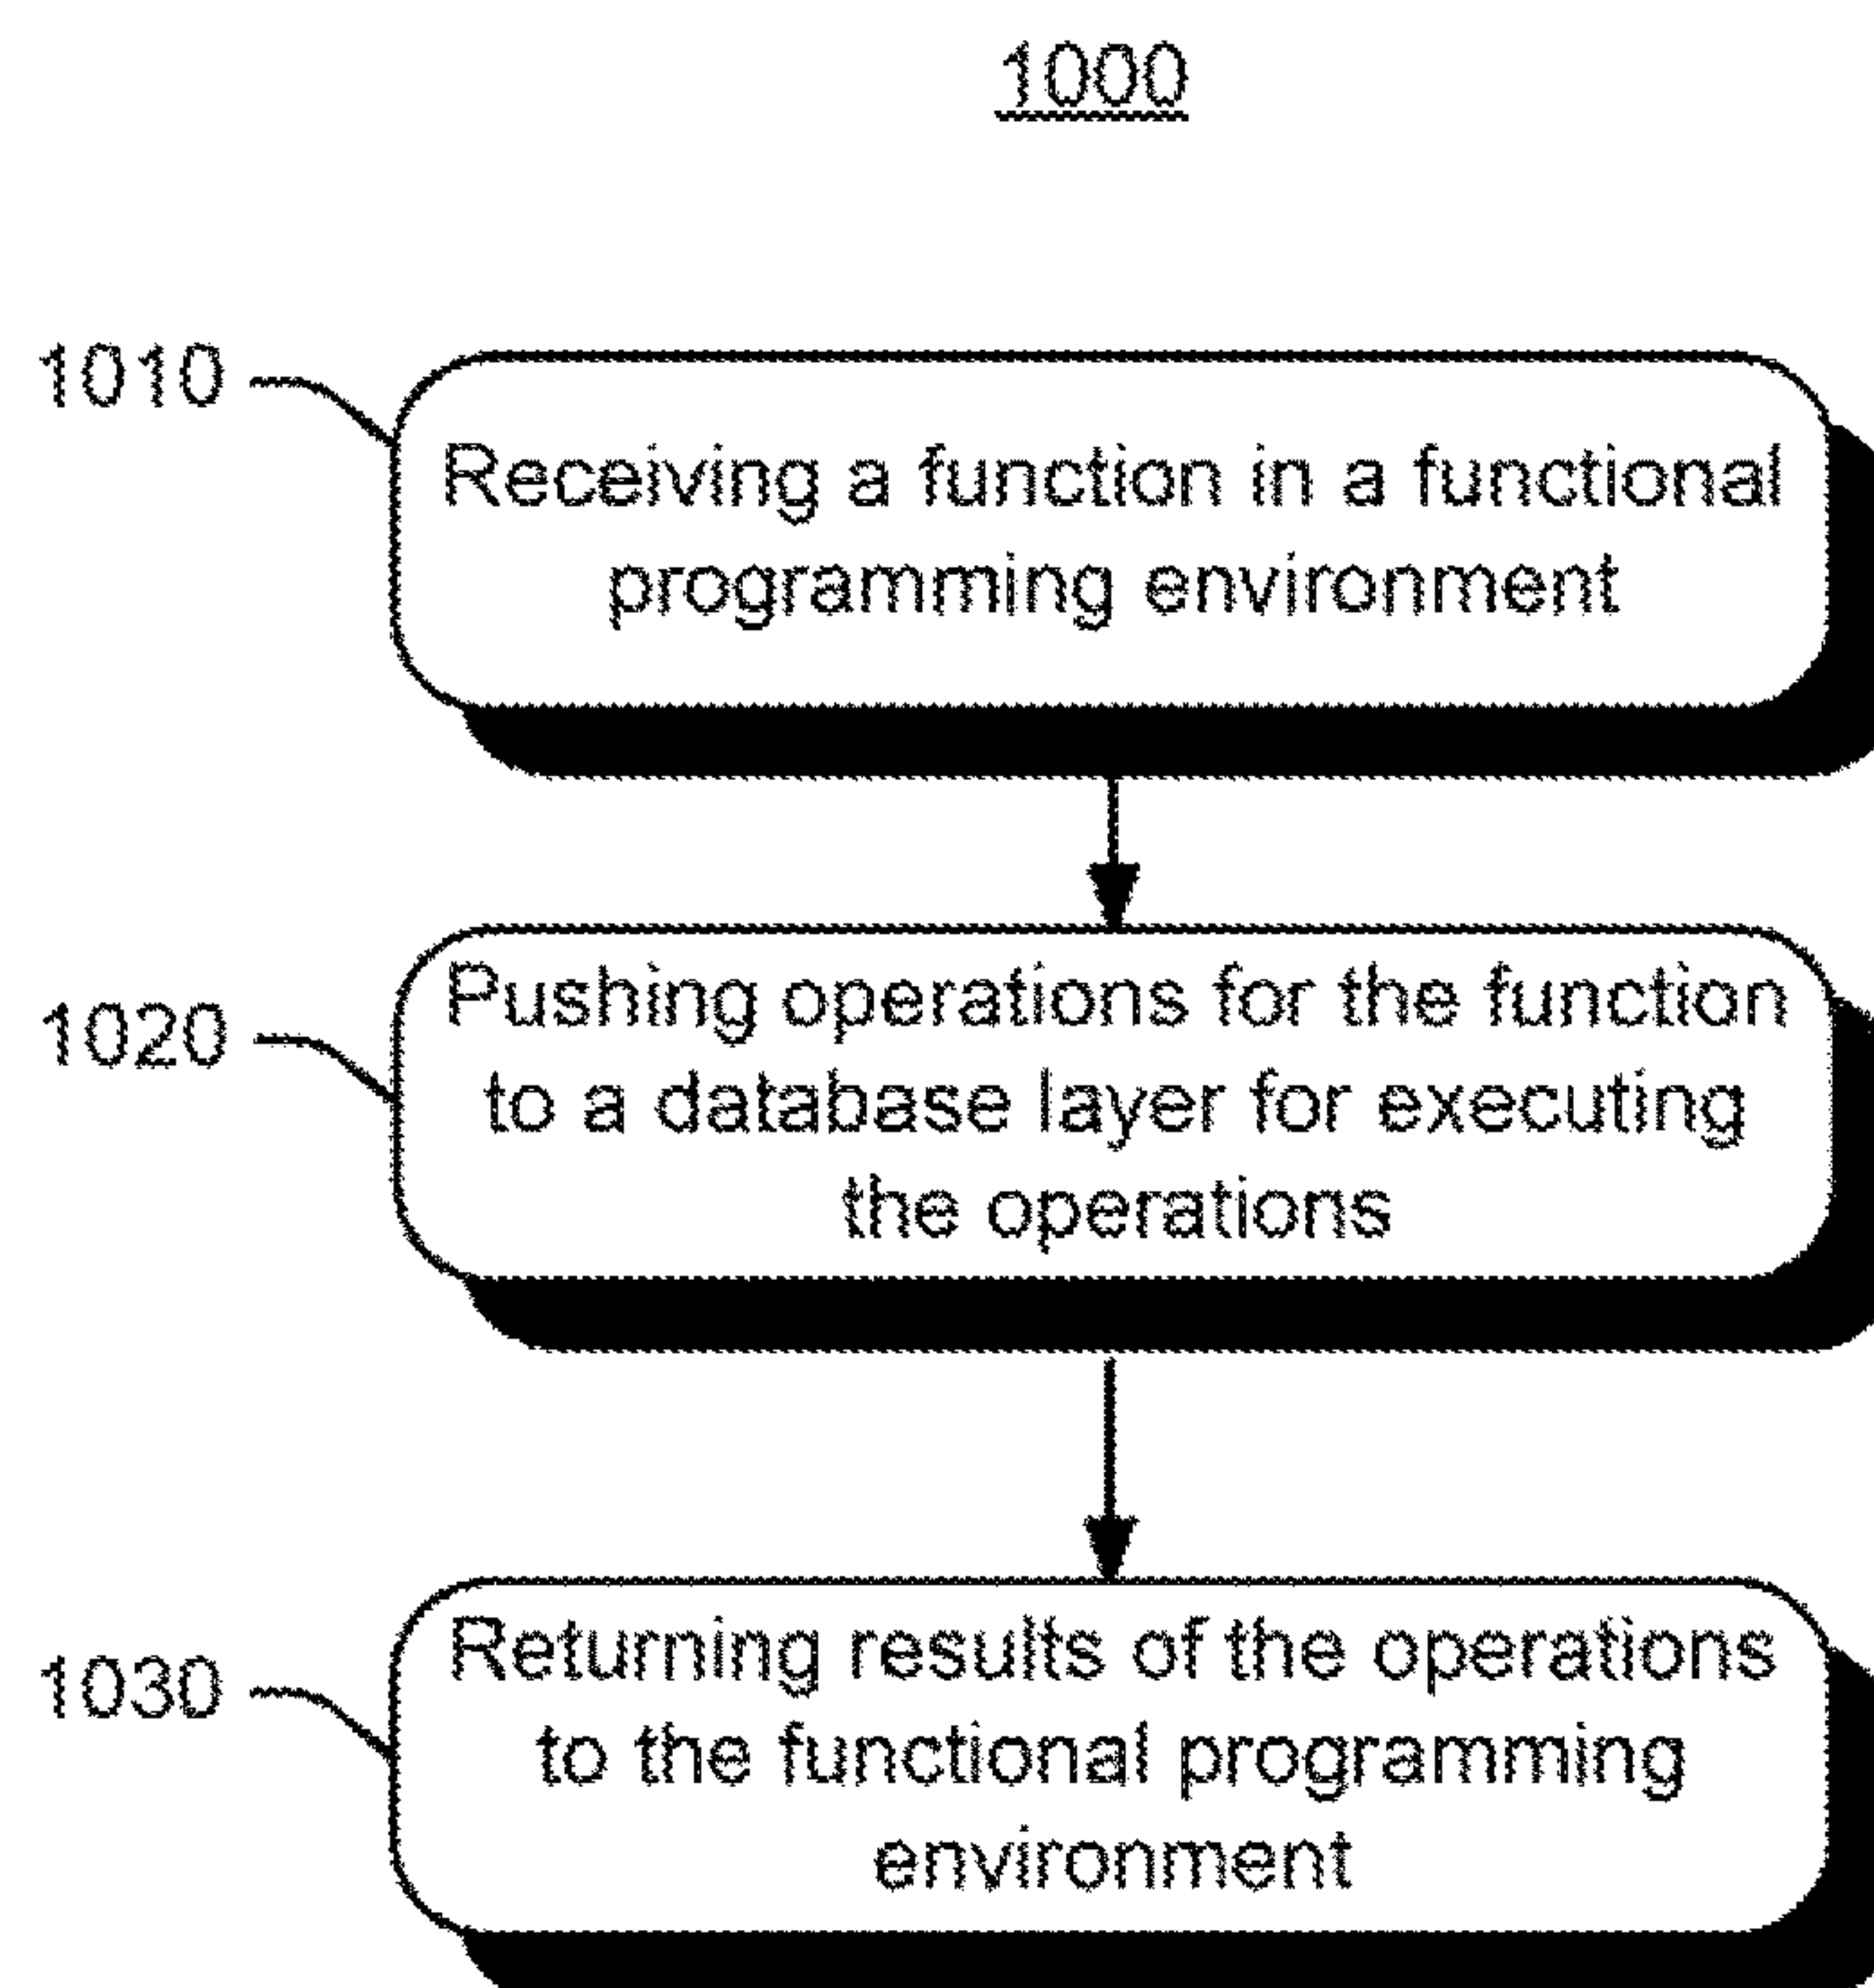 1000
1010
Receiving a function in a functional
programming environment
1020
Pushing operations for the function
to a database layer for executing
the operations
1030
Returning results of the operations
to the functional programming
environment